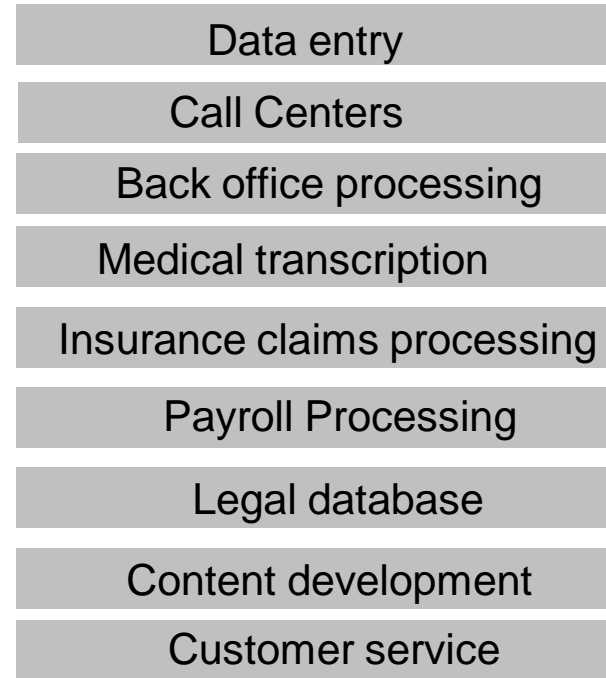 Data entry
Call Centers
Back office processing
Medical transcription
Insurance claims processing
Payroll Processing
Legal database
Content development
Customer service